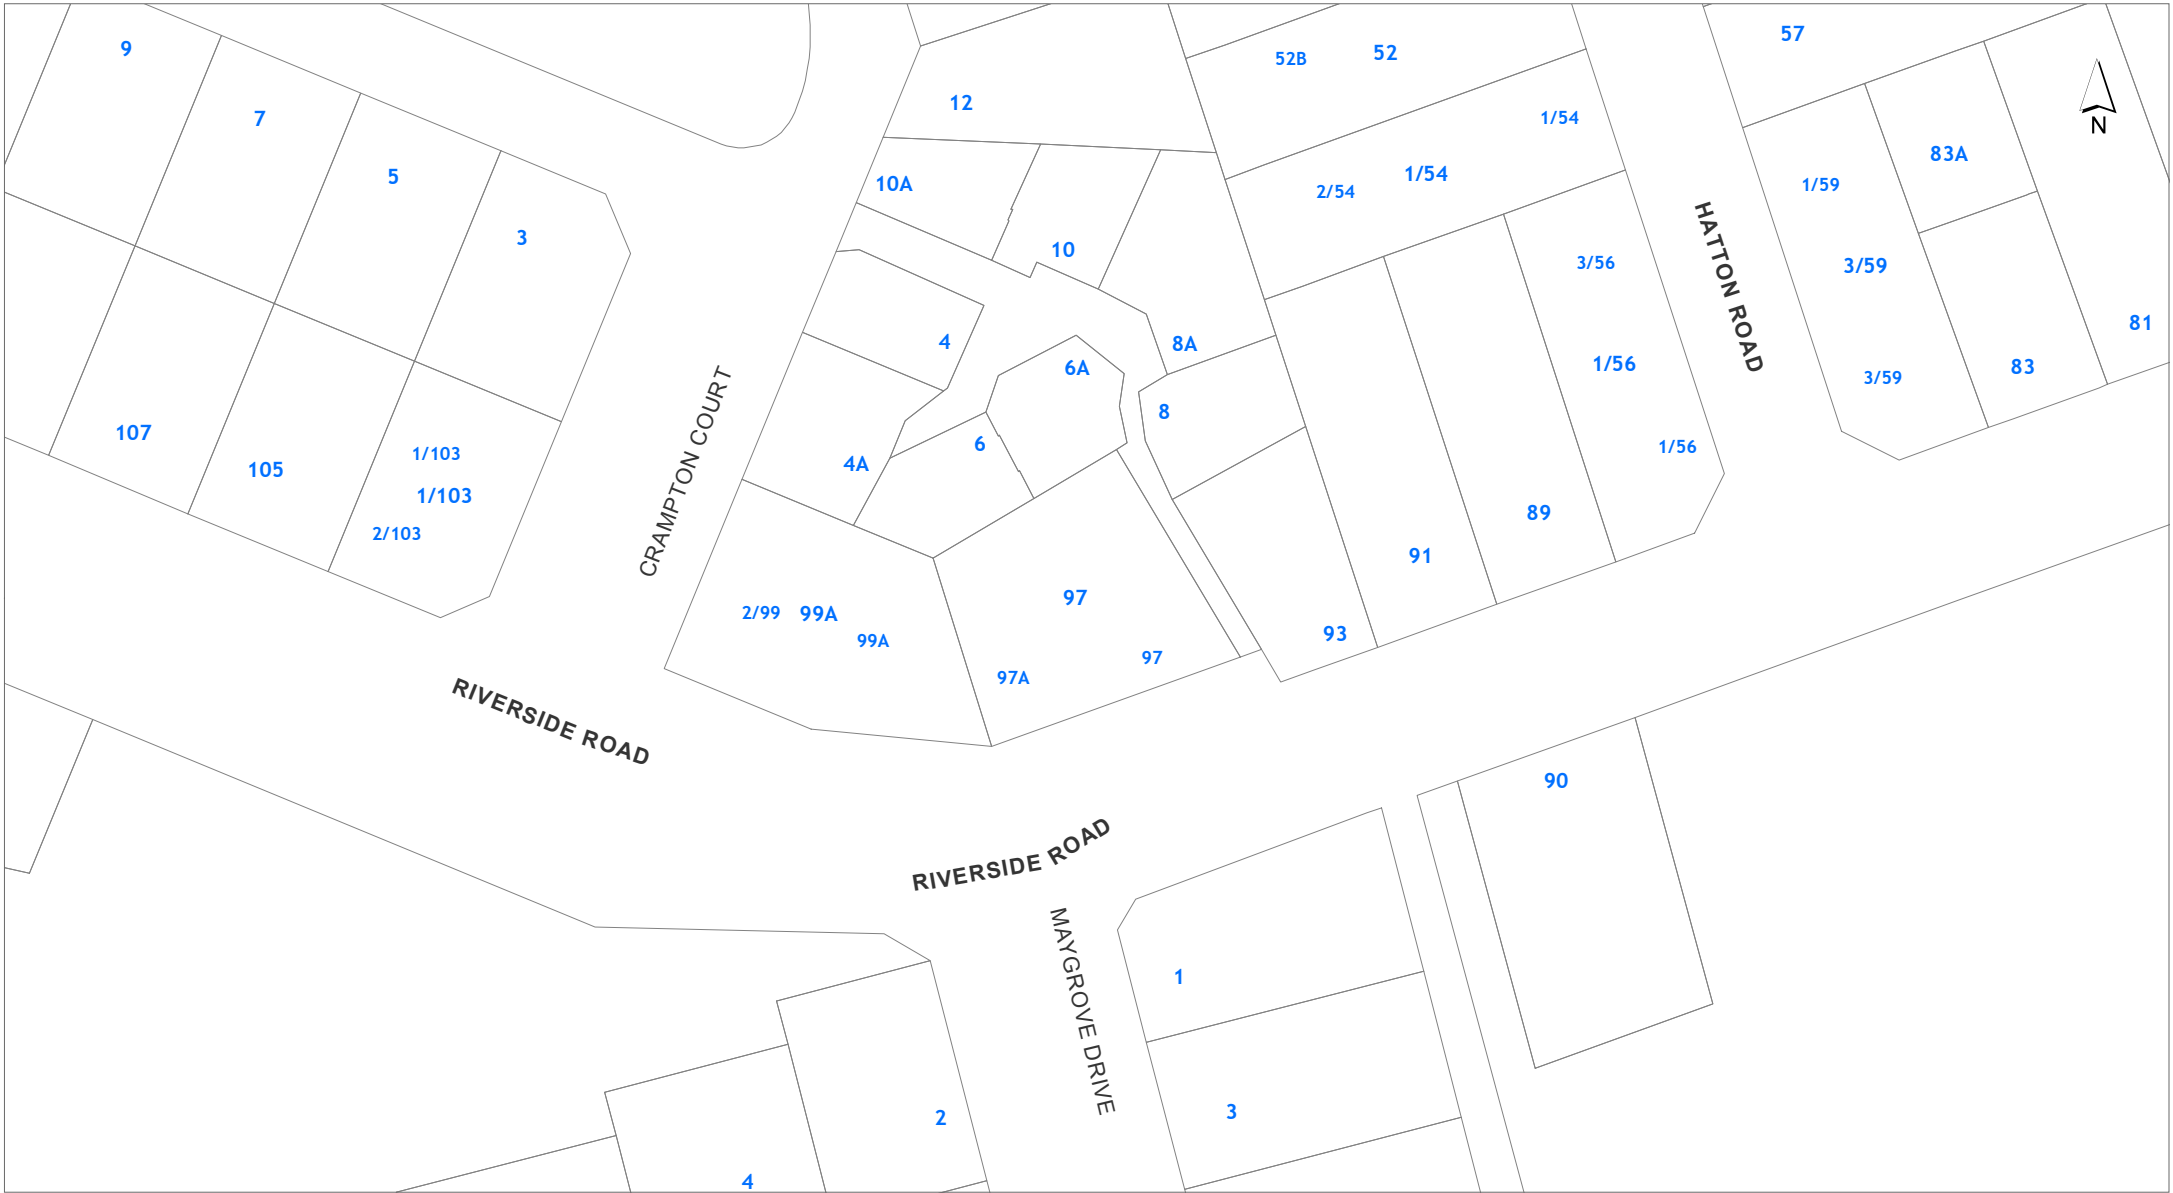 9
57
52B
52
7
12
1/54
N
83A
5
10A
1/54
2/54
1/59
3
10
3/56
3/59
HATTON ROAD
81
4
8A
6A
1/56
83
3/59
8
107
1/103
6
1/56
4A
105
1/103
CRAMPTON COURT
89
2/103
91
97
2/99
99A
99A
93
97
97A
RIVERSIDE ROAD
90
RIVERSIDE ROAD
1
MAYGROVE DRIVE
3
2
4